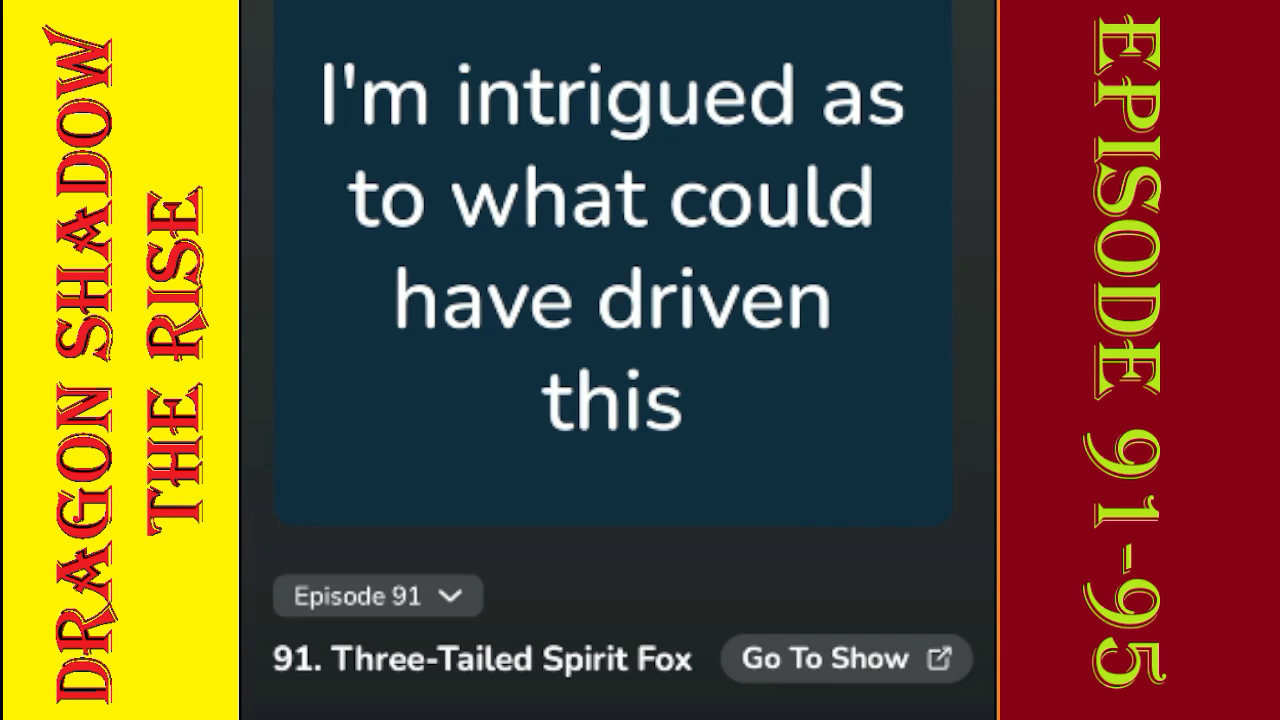 DRAGON SHADOW
THE RISE
I'm intrigued as
to what could
have driven
this
Episode 91
91. Three-Tailed Spirit Fox
Go To Show
EPISODE 91-95